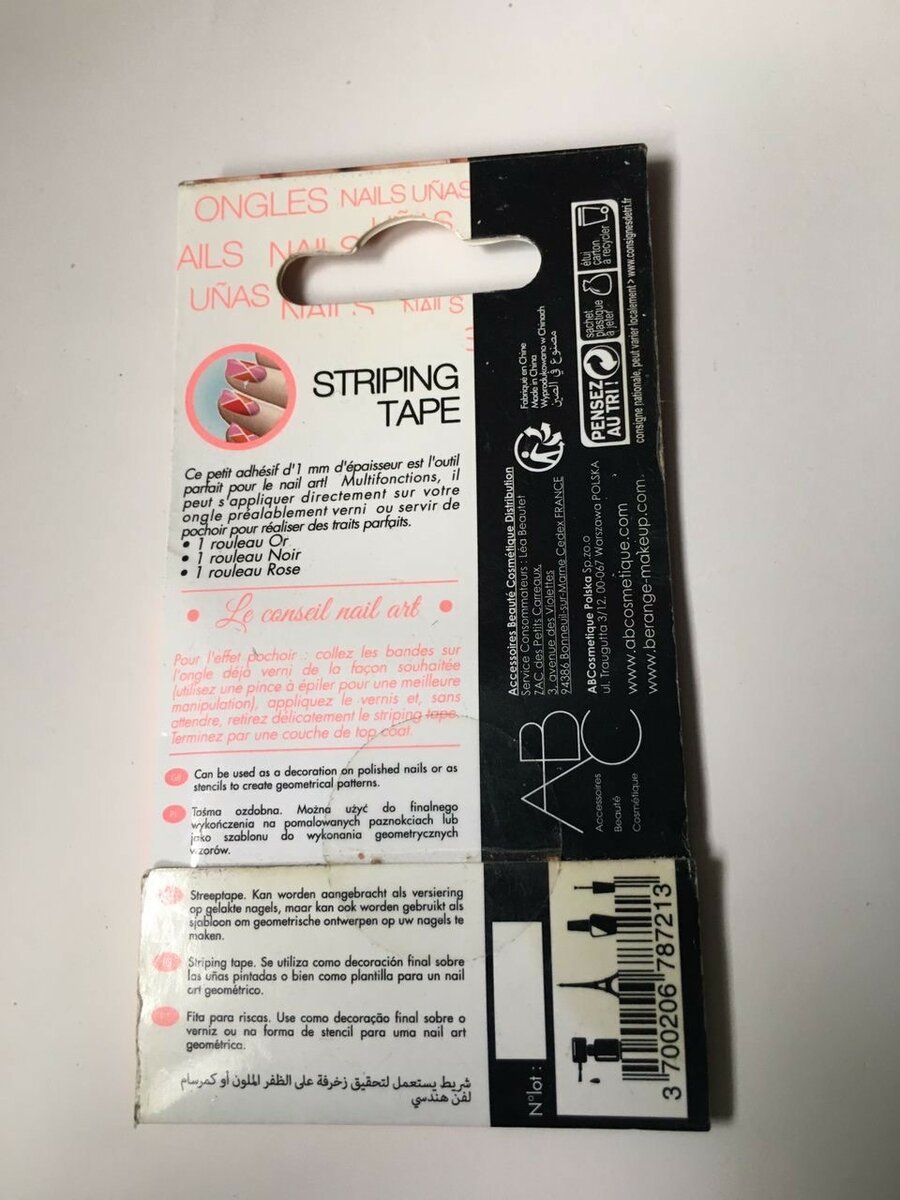 ONGLES NAILS UÑAS
UÑAS
AILS NAILS
UÑAS NAILS NAILS
STRIPING
TAPE
Ce petit adhésif d'1 mm d'épaisseur est l'outil
parfait pour le nail art! Multifonctions, il
peut s'appliquer directement sur votre
ongle préalablement verni ou servir de
pochoir pour réaliser des traits parfaits.
• 1 rouleau Or
• 1 rouleau Noir
• 1 rouleau Rose
• Le conseil nail art •
Pour l'effet pochoir : collez les bandes sur
l'ongle déjà verni de la façon souhaitée
(utilisez une pince à épiler pour une meilleure
manipulation), appliquez le vernis et, sans
attendre, retirez délicatement le striping tape.
Terminez par une couche de top coat.
GB Can be used as a decoration on polished nails or as
stencils to create geometrical patterns.
PL Taśma ozdobna. Można użyć do finalnego
wykończenia na pomalowanych paznokciach lub
jako szablonu do wykonania geometrycznych
wzorów.
Streeptape. Kan worden aangebracht als versiering
op gelakte nagels, maar kan ook worden gebruikt als
sjabloon om geometrische ontwerpen op uw nagels te
maken.
Striping tape. Se utiliza como decoración final sobre
las uñas pintadas o bien como plantilla para un nail
art geométrico.
PT Fita para riscas. Use como decoração final sobre o
verniz ou na forma de stencil para uma nail art
geométrica.
شريط يستعمل لتحقيق زخرفة على الظفر الملون أو كمرسام
لفن هندسي
Fabriqué en Chine
Made in China
Wyprodukowano w Chinach
مصنوع في الصين
PENSEZ
AU TRI !
sachet
plastique
à jeter
étui
carton
à recycler
consigne nationale, peut varier localement > www.consignesdetri.fr
Accessoires Beauté Cosmétique Distribution
Service Consommateurs : Léa Beautet
ZAC des Petits Carreaux,
3, avenue des Violettes
94386 Bonneuil-sur-Marne Cedex FRANCE
ABCosmetique Polska Sp.zo.o
ul. Traugutta 3/12, 00-067 Warszawa POLSKA
www.abcosmetique.com
www.berange-makeup.com
ABC
Accessoires
Beauté
Cosmétique
N°lot :
3 700206 787213